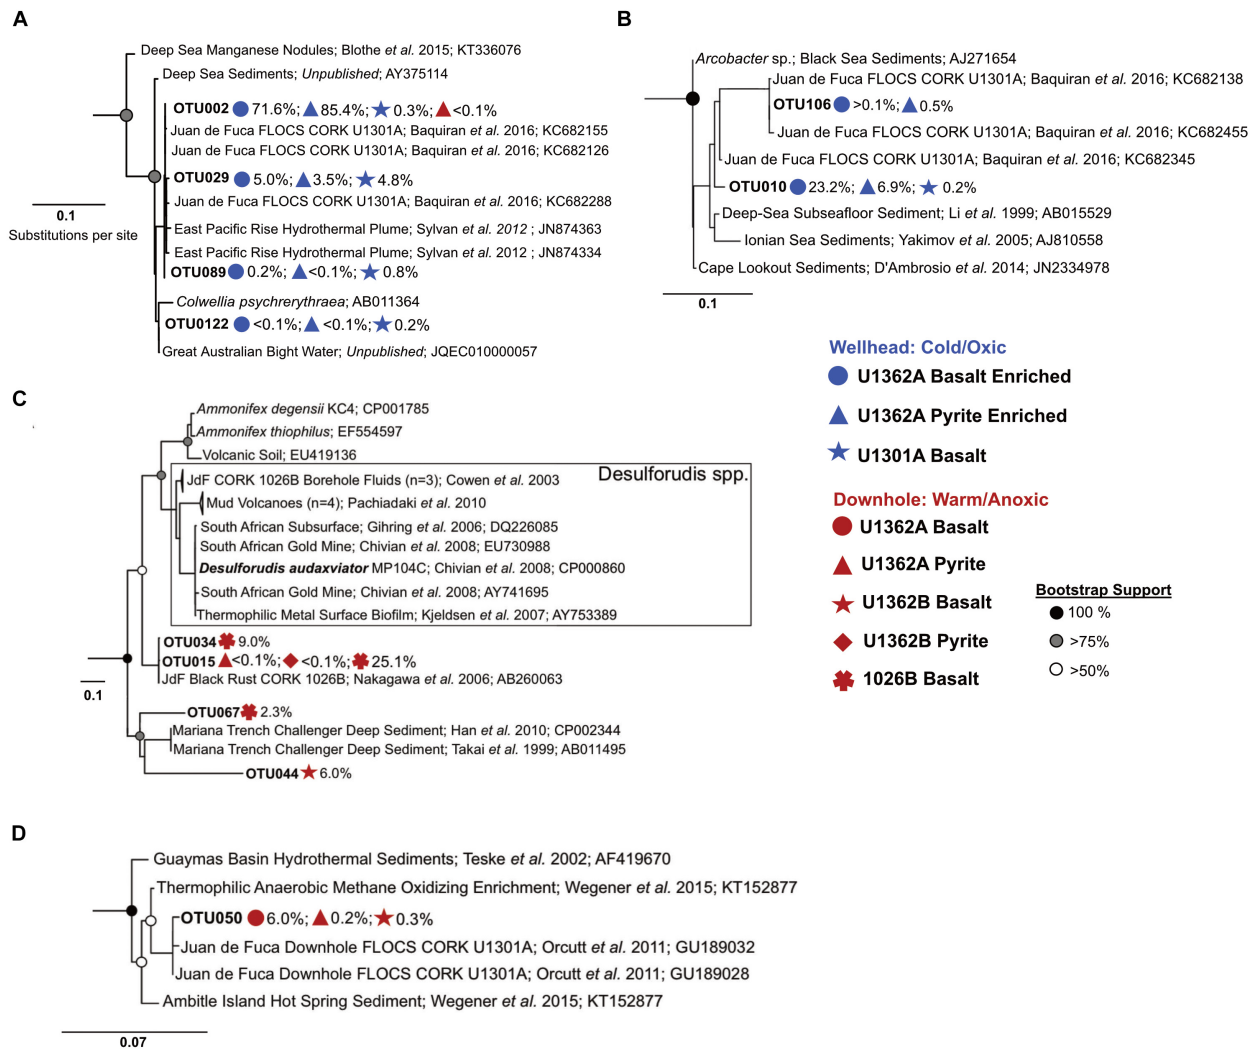 A
Deep Sea Manganese Nodules; Blothe et al. 2015; KT336076
Deep Sea Sediments; Unpublished; AY375114
OTU002 71.6%; 85.4%; 0.3%; <0.1%
Juan de Fuca FLOCS CORK U1301A; Baquiran et al. 2016; KC682155
Juan de Fuca FLOCS CORK U1301A; Baquiran et al. 2016; KC682126
OTU029 5.0%; 3.5%; 4.8%
Juan de Fuca FLOCS CORK U1301A; Baquiran et al. 2016; KC682288
East Pacific Rise Hydrothermal Plume; Sylvan et al. 2012 ; JN874363
East Pacific Rise Hydrothermal Plume; Sylvan et al. 2012 ; JN874334
OTU089 0.2%; <0.1%; 0.8%
Colwellia psychrerythraea; AB011364
OTU0122 <0.1%; <0.1%; 0.2%
Great Australian Bight Water; Unpublished; JQEC010000057
0.1
Substitutions per site
B
Arcobacter sp.; Black Sea Sediments; AJ271654
Juan de Fuca FLOCS CORK U1301A; Baquiran et al. 2016; KC682138
OTU106 >0.1%; 0.5%
Juan de Fuca FLOCS CORK U1301A; Baquiran et al. 2016; KC682455
Juan de Fuca FLOCS CORK U1301A; Baquiran et al. 2016; KC682345
OTU010 23.2%; 6.9%; 0.2%
Deep-Sea Subseafloor Sediment; Li et al. 1999; AB015529
Ionian Sea Sediments; Yakimov et al. 2005; AJ810558
Cape Lookout Sediments; D'Ambrosio et al. 2014; JN2334978
0.1
Wellhead: Cold/Oxic
U1362A Basalt Enriched
U1362A Pyrite Enriched
U1301A Basalt
Downhole: Warm/Anoxic
U1362A Basalt
U1362A Pyrite
U1362B Basalt
U1362B Pyrite
1026B Basalt
Bootstrap Support
100 %
>75%
>50%
C
Ammonifex degensii KC4; CP001785
Ammonifex thiophilus; EF554597
Volcanic Soil; EU419136
Desulforudis spp.
JdF CORK 1026B Borehole Fluids (n=3); Cowen et al. 2003
Mud Volcanoes (n=4); Pachiadaki et al. 2010
South African Subsurface; Gihring et al. 2006; DQ226085
South African Gold Mine; Chivian et al. 2008; EU730988
Desulforudis audaxviator MP104C; Chivian et al. 2008; CP000860
South African Gold Mine; Chivian et al. 2008; AY741695
Thermophilic Metal Surface Biofilm; Kjeldsen et al. 2007; AY753389
OTU034 9.0%
OTU015 <0.1%; <0.1%; 25.1%
JdF Black Rust CORK 1026B; Nakagawa et al. 2006; AB260063
0.1
OTU067 2.3%
Mariana Trench Challenger Deep Sediment; Han et al. 2010; CP002344
Mariana Trench Challenger Deep Sediment; Takai et al. 1999; AB011495
OTU044 6.0%
D
Guaymas Basin Hydrothermal Sediments; Teske et al. 2002; AF419670
Thermophilic Anaerobic Methane Oxidizing Enrichment; Wegener et al. 2015; KT152877
OTU050 6.0%; 0.2%; 0.3%
Juan de Fuca Downhole FLOCS CORK U1301A; Orcutt et al. 2011; GU189032
Juan de Fuca Downhole FLOCS CORK U1301A; Orcutt et al. 2011; GU189028
Ambitle Island Hot Spring Sediment; Wegener et al. 2015; KT152877
0.07